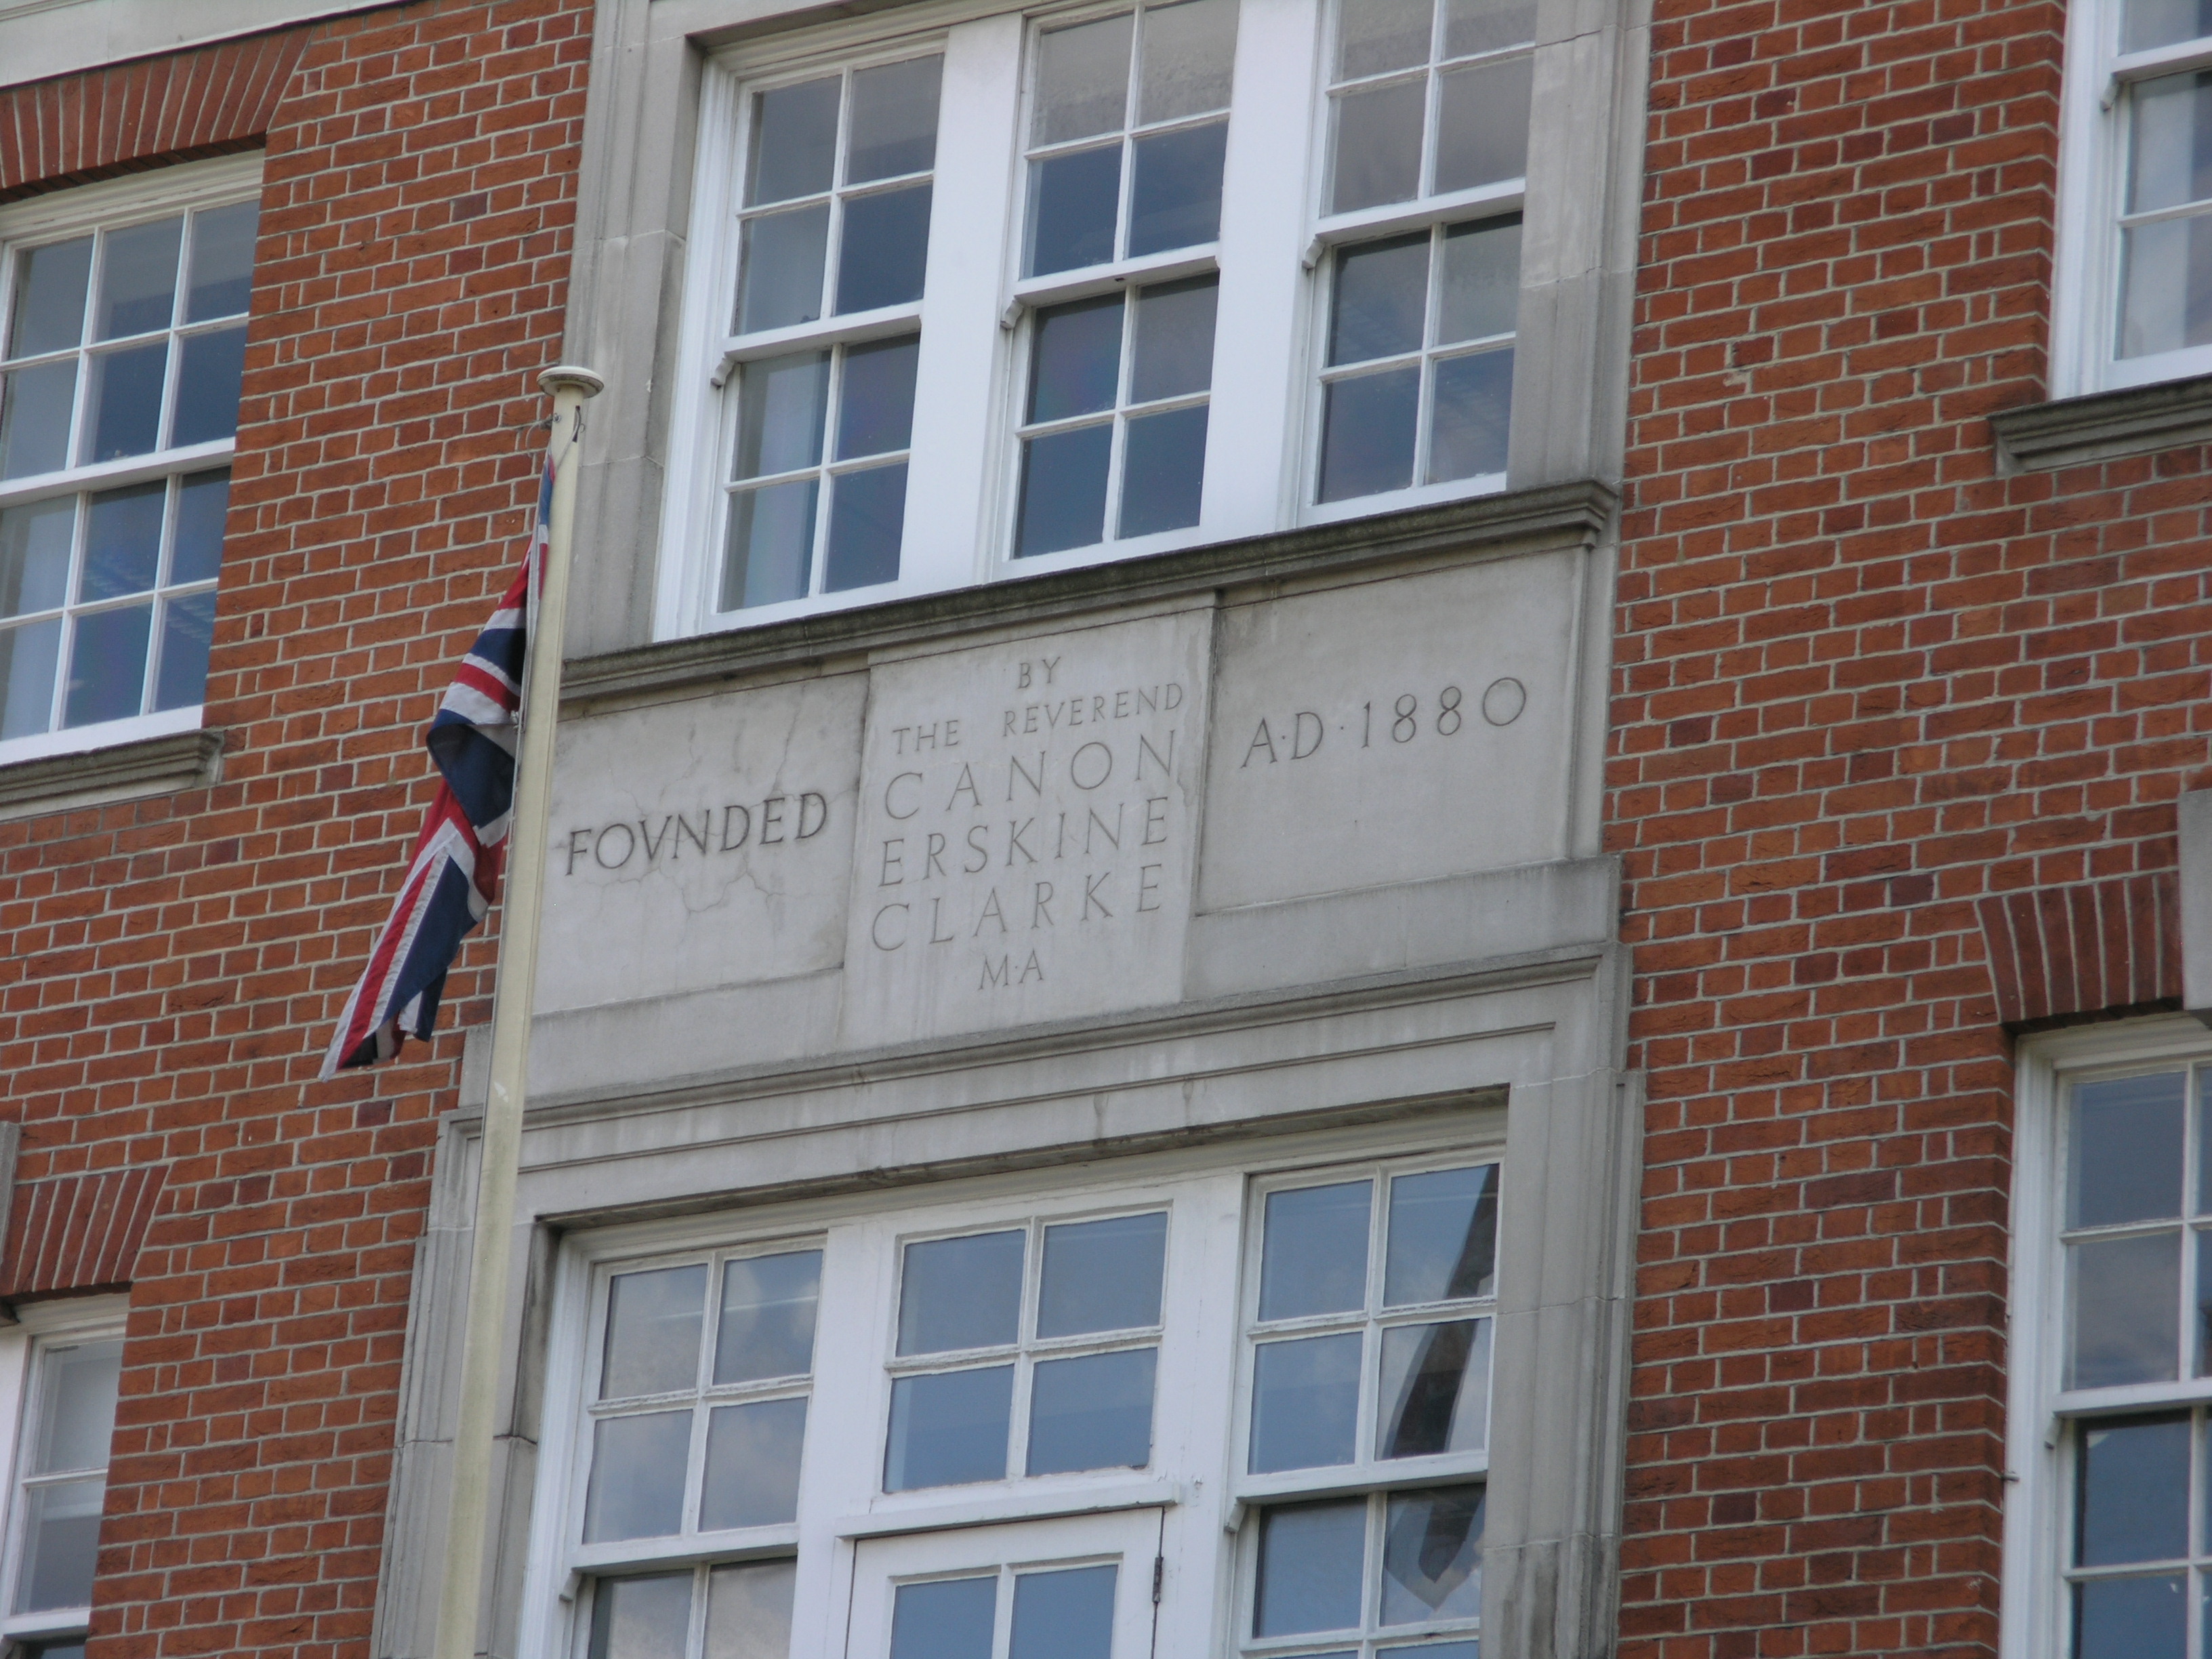 FOVNDED
BY
THE REVEREND
CANON
ERSKINE
CLARKE
M·A
A·D·1880